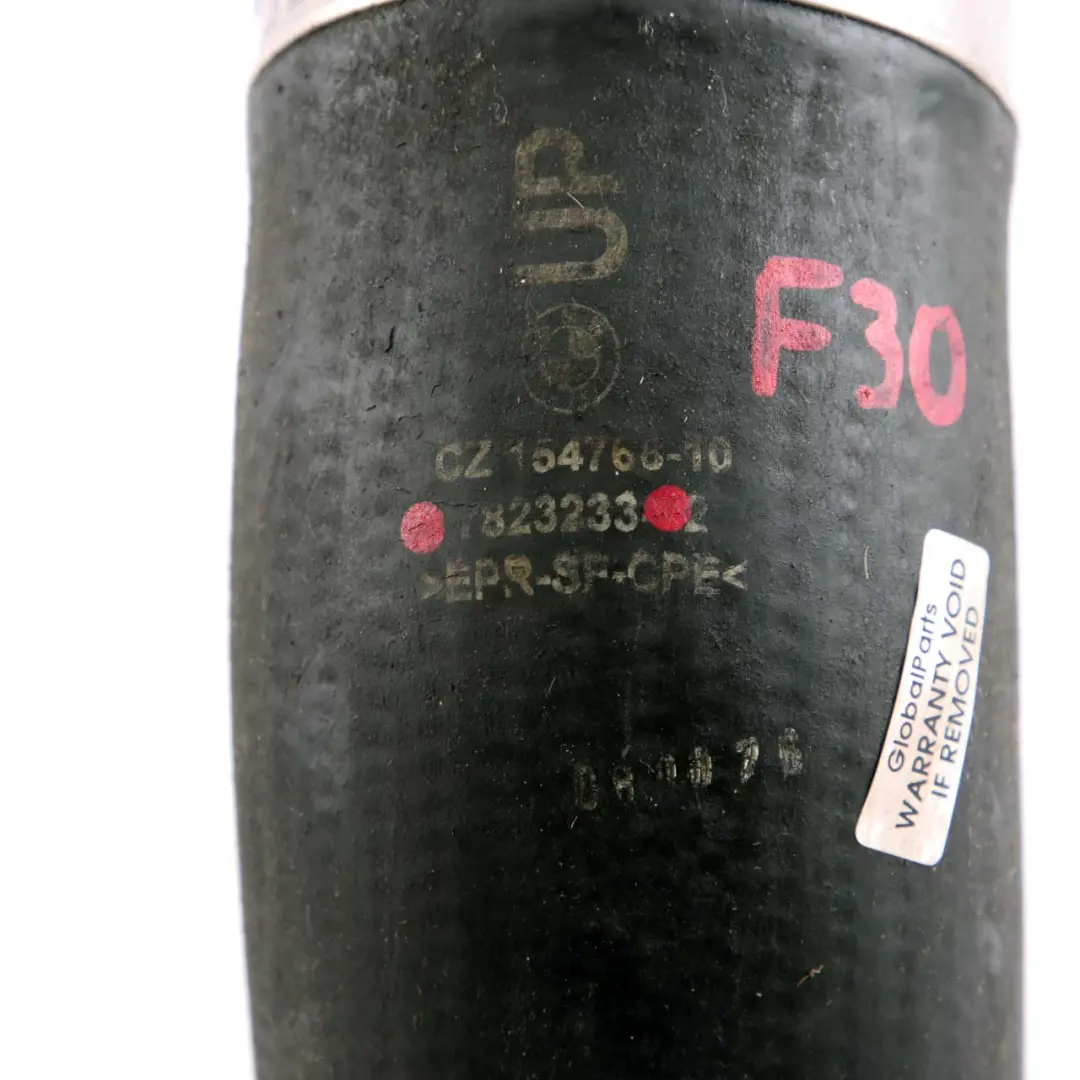 UP
F30
CZ 154766-10
7823233
>EPR-SF-CPE<
GlobalParts
WARRANTY VOID
IF REMOVED